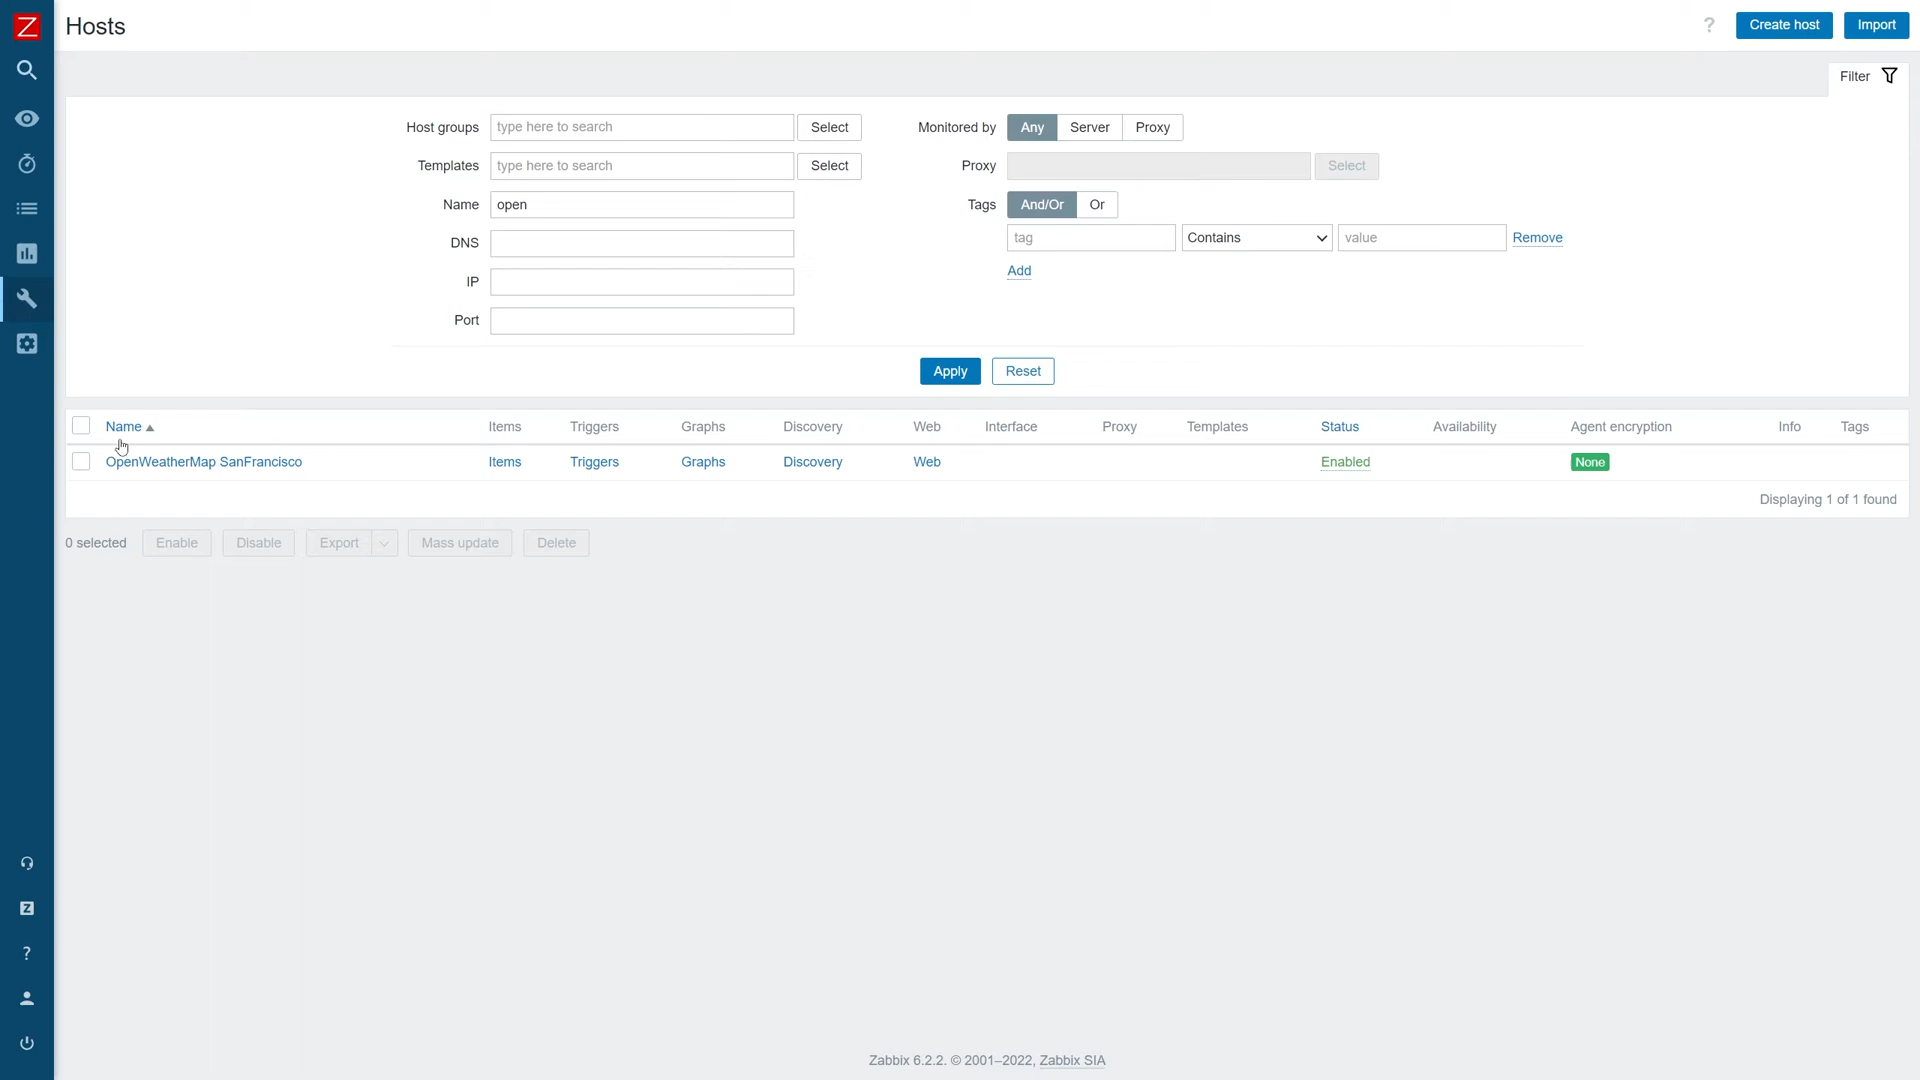 Z
Hosts
?
Create host
Import
Filter
Host groups
type here to search
Select
Monitored by
Any
Server
Proxy
Templates
type here to search
Select
Proxy
Select
Name
open
Tags
And/Or
Or
DNS
tag
Contains
value
Remove
IP
Add
Port
Apply
Reset
Name
Items
Triggers
Graphs
Discovery
Web
Interface
Proxy
Templates
Status
Availability
Agent encryption
Info
Tags
OpenWeatherMap SanFrancisco
Items
Triggers
Graphs
Discovery
Web
Enabled
None
Displaying 1 of 1 found
0 selected
Enable
Disable
Export
Mass update
Delete
Z
?
Zabbix 6.2.2. © 2001–2022, Zabbix SIA